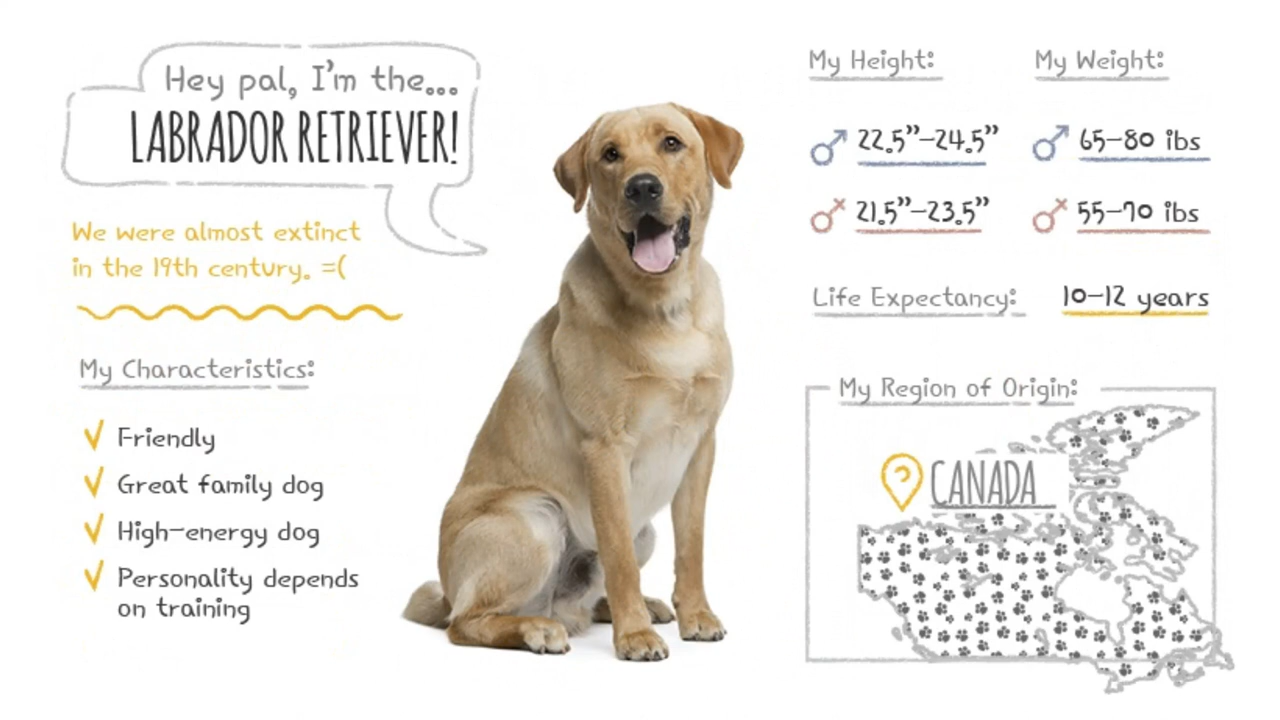 Hey pal, I'm the...
LABRADOR RETRIEVER!
We were almost extinct
in the 19th century. =(
My Characteristics:
Friendly
Great family dog
High-energy dog
Personality depends
on training
My Height:
22.5”–24.5”
21.5”–23.5”
My Weight:
65–80 ibs
55–70 ibs
Life Expectancy: 10–12 years
My Region of Origin:
CANADA